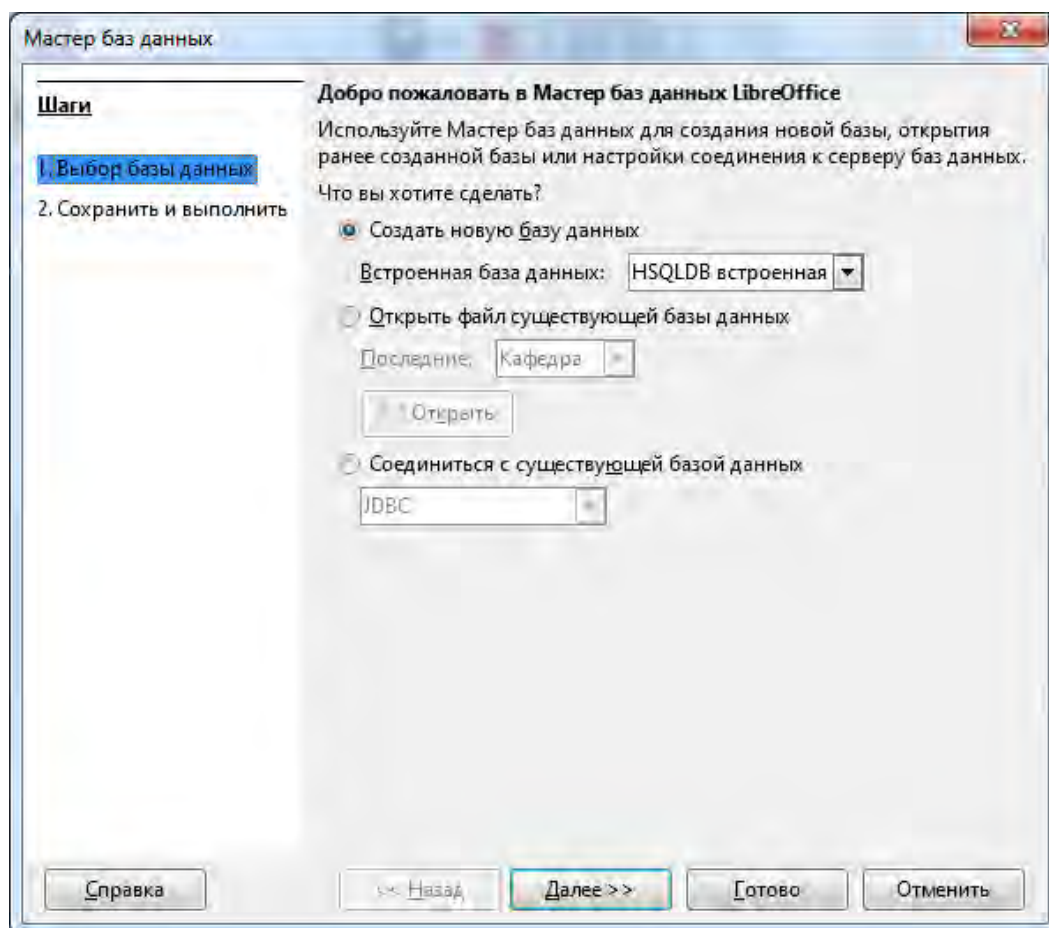 Мастер баз данных
Шаги
1. Выбор базы данных
2. Сохранить и выполнить
Добро пожаловать в Мастер баз данных LibreOffice
Используйте Мастер баз данных для создания новой базы, открытия
ранее созданной базы или настройки соединения к серверу баз данных.
Что вы хотите сделать?
Создать новую базу данных
Встроенная база данных: HSQLDB встроенная
Открыть файл существующей базы данных
Последние: Кафедра
Открыть
Соединиться с существующей базой данных
JDBC
Справка
<< Назад
Далее >>
Готово
Отменить